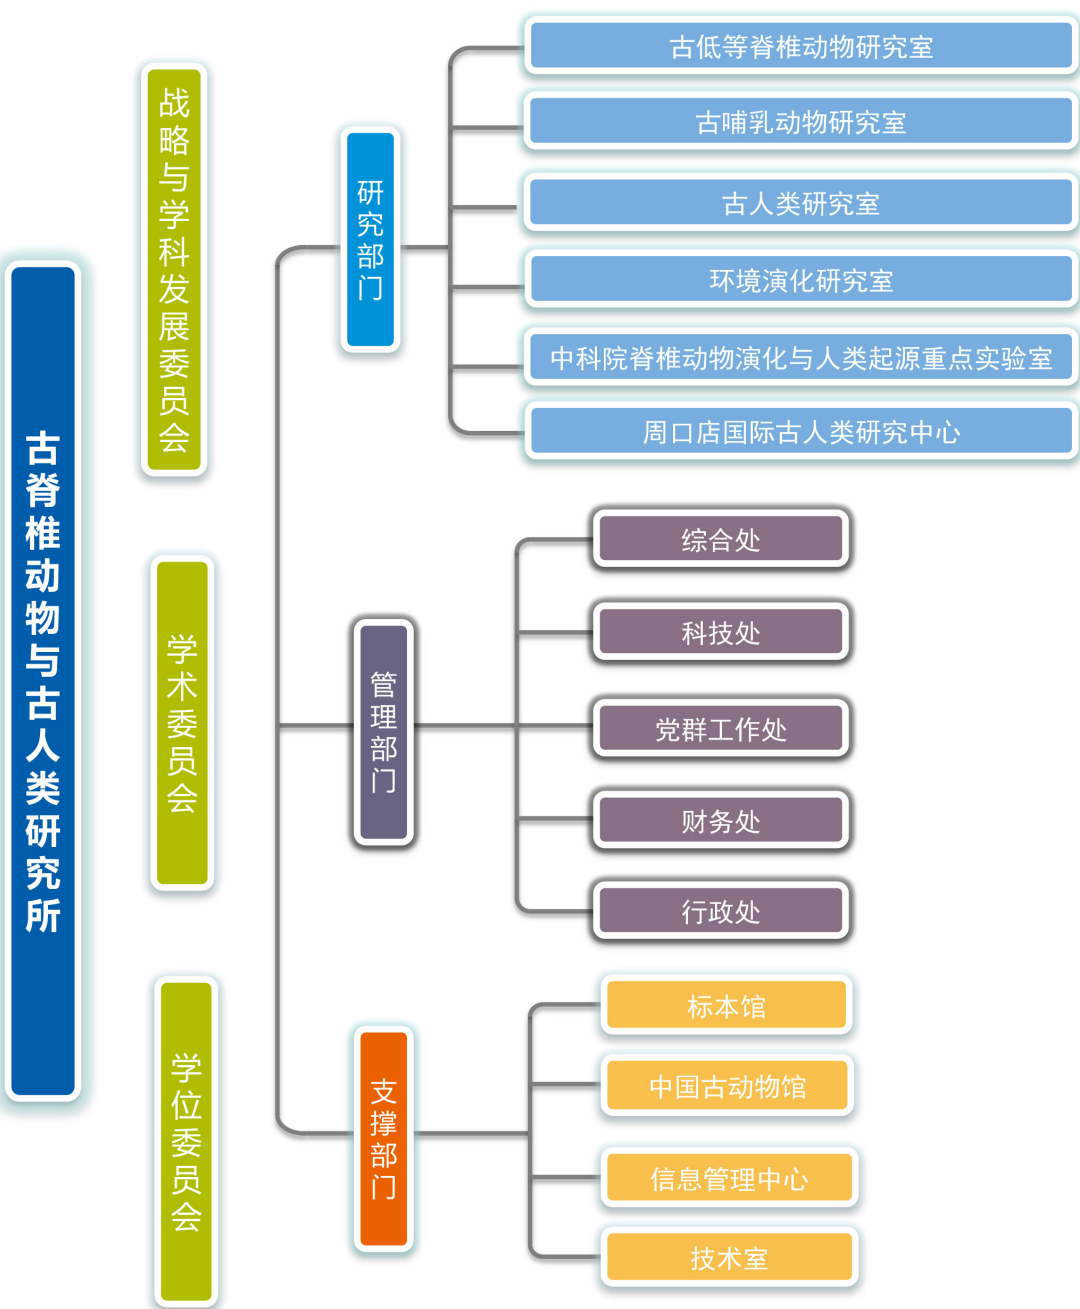 古脊椎动物与古人类研究所
战略与学科发展委员会
学术委员会
学位委员会
研究部门
古低等脊椎动物研究室
古哺乳动物研究室
古人类研究室
环境演化研究室
中科院脊椎动物演化与人类起源重点实验室
周口店国际古人类研究中心
管理部门
综合处
科技处
党群工作处
财务处
行政处
支撑部门
标本馆
中国古动物馆
信息管理中心
技术室